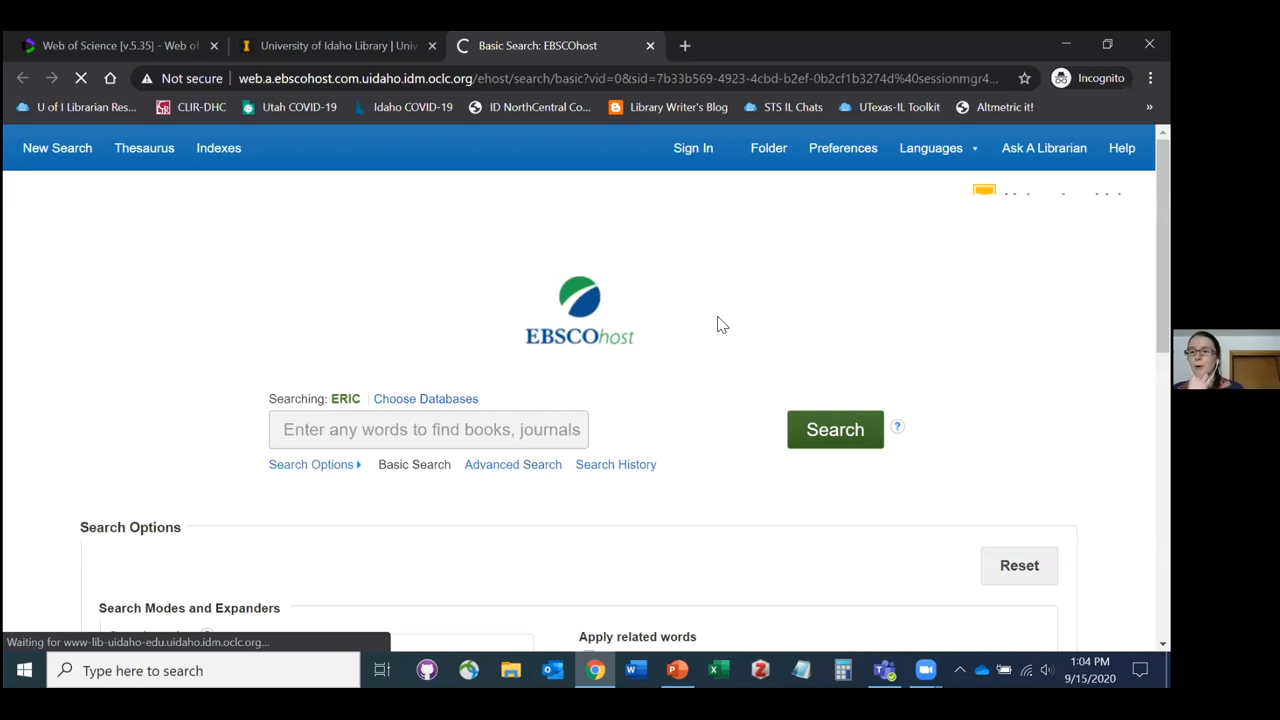 Web of Science [v.5.35] - Web of
University of Idaho Library | Univ
Basic Search: EBSCOhost
Not secure
web.a.ebscohost.com.uidaho.idm.oclc.org/ehost/search/basic?vid=0&sid=7b33b569-4923-4cbd-b2ef-0b2cf1b3274d%40sessionmgr4...
Incognito
U of I Librarian Res...
CLIR-DHC
Utah COVID-19
Idaho COVID-19
ID NorthCentral Co...
Library Writer's Blog
STS IL Chats
UTexas-IL Toolkit
Altmetric it!
»
New Search
Thesaurus
Indexes
Sign In
Folder
Preferences
Languages
Ask A Librarian
Help
EBSCOhost
Searching: ERIC
Choose Databases
Enter any words to find books, journals
Search
?
Search Options
Basic Search
Advanced Search
Search History
Search Options
Reset
Search Modes and Expanders
Apply related words
Waiting for www-lib-uidaho-edu.uidaho.idm.oclc.org...
Type here to search
1:04 PM
9/15/2020